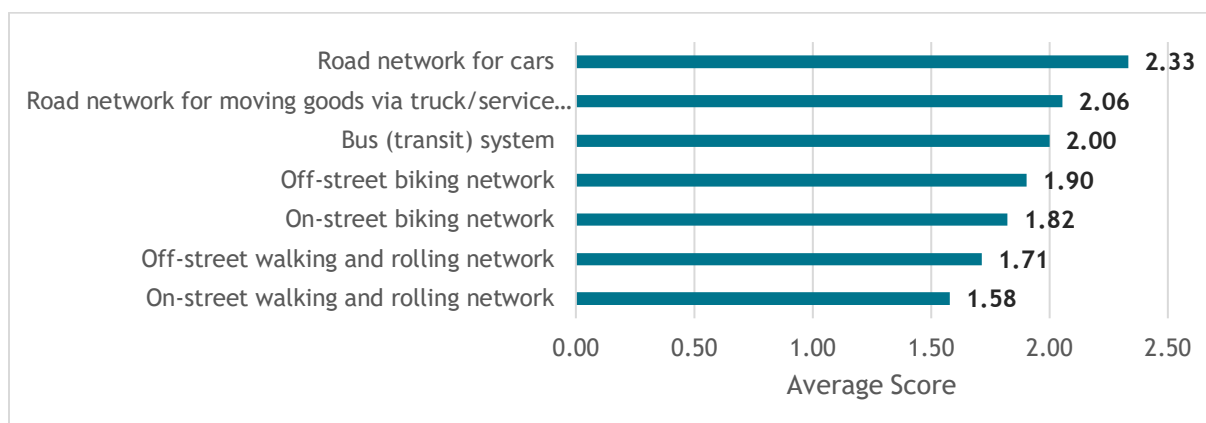 Road network for cars 2.33
Road network for moving goods via truck/service... 2.06
Bus (transit) system 2.00
Off-street biking network 1.90
On-street biking network 1.82
Off-street walking and rolling network 1.71
On-street walking and rolling network 1.58
0.00 0.50 1.00 1.50 2.00 2.50
Average Score